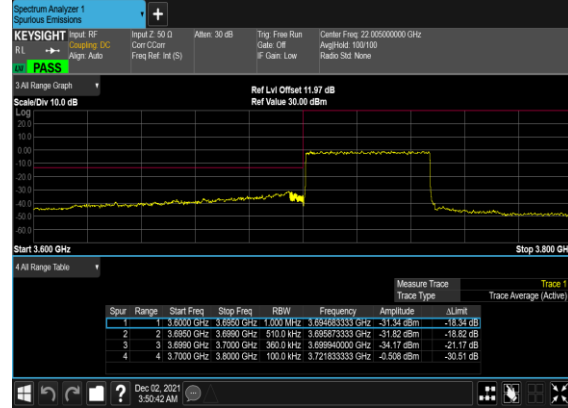 Spectrum Analyzer 1
Spurious Emissions
+
KEYSIGHT Input: RF Input Z: 50 Ω Atten: 30 dB Trig: Free Run Center Freq: 22.005000000 GHz
RL Coupling: DC Corr CCorr Gate: Off Avg|Hold: 100/100
Align: Auto Freq Ref: Int (S) IF Gain: Low Radio Std: None
PASS
3 All Range Graph
Ref Lvl Offset 11.97 dB
Scale/Div 10.0 dB Ref Value 30.00 dBm
Log
20.0
10.0
0.00
-10.0
-20.0
-30.0
-40.0
-50.0
-60.0
Start 3.600 GHz Stop 3.800 GH
4 All Range Table
Measure Trace Trace 1
Trace Type Trace Average (Active)
Spur Range Start Freq Stop Freq RBW Frequency Amplitude ΔLimit
1 1 3.6000 GHz 3.6950 GHz 1.000 MHz 3.694683333 GHz -31.34 dBm -18.34 dB
2 2 3.6950 GHz 3.6990 GHz 510.0 kHz 3.695873333 GHz -31.82 dBm -18.82 dB
3 3 3.6990 GHz 3.7000 GHz 360.0 kHz 3.699940000 GHz -34.17 dBm -21.17 dB
4 4 3.7000 GHz 3.8000 GHz 100.0 kHz 3.721833333 GHz -0.508 dBm -30.51 dB
?
Dec 02, 2021
3:50:42 AM